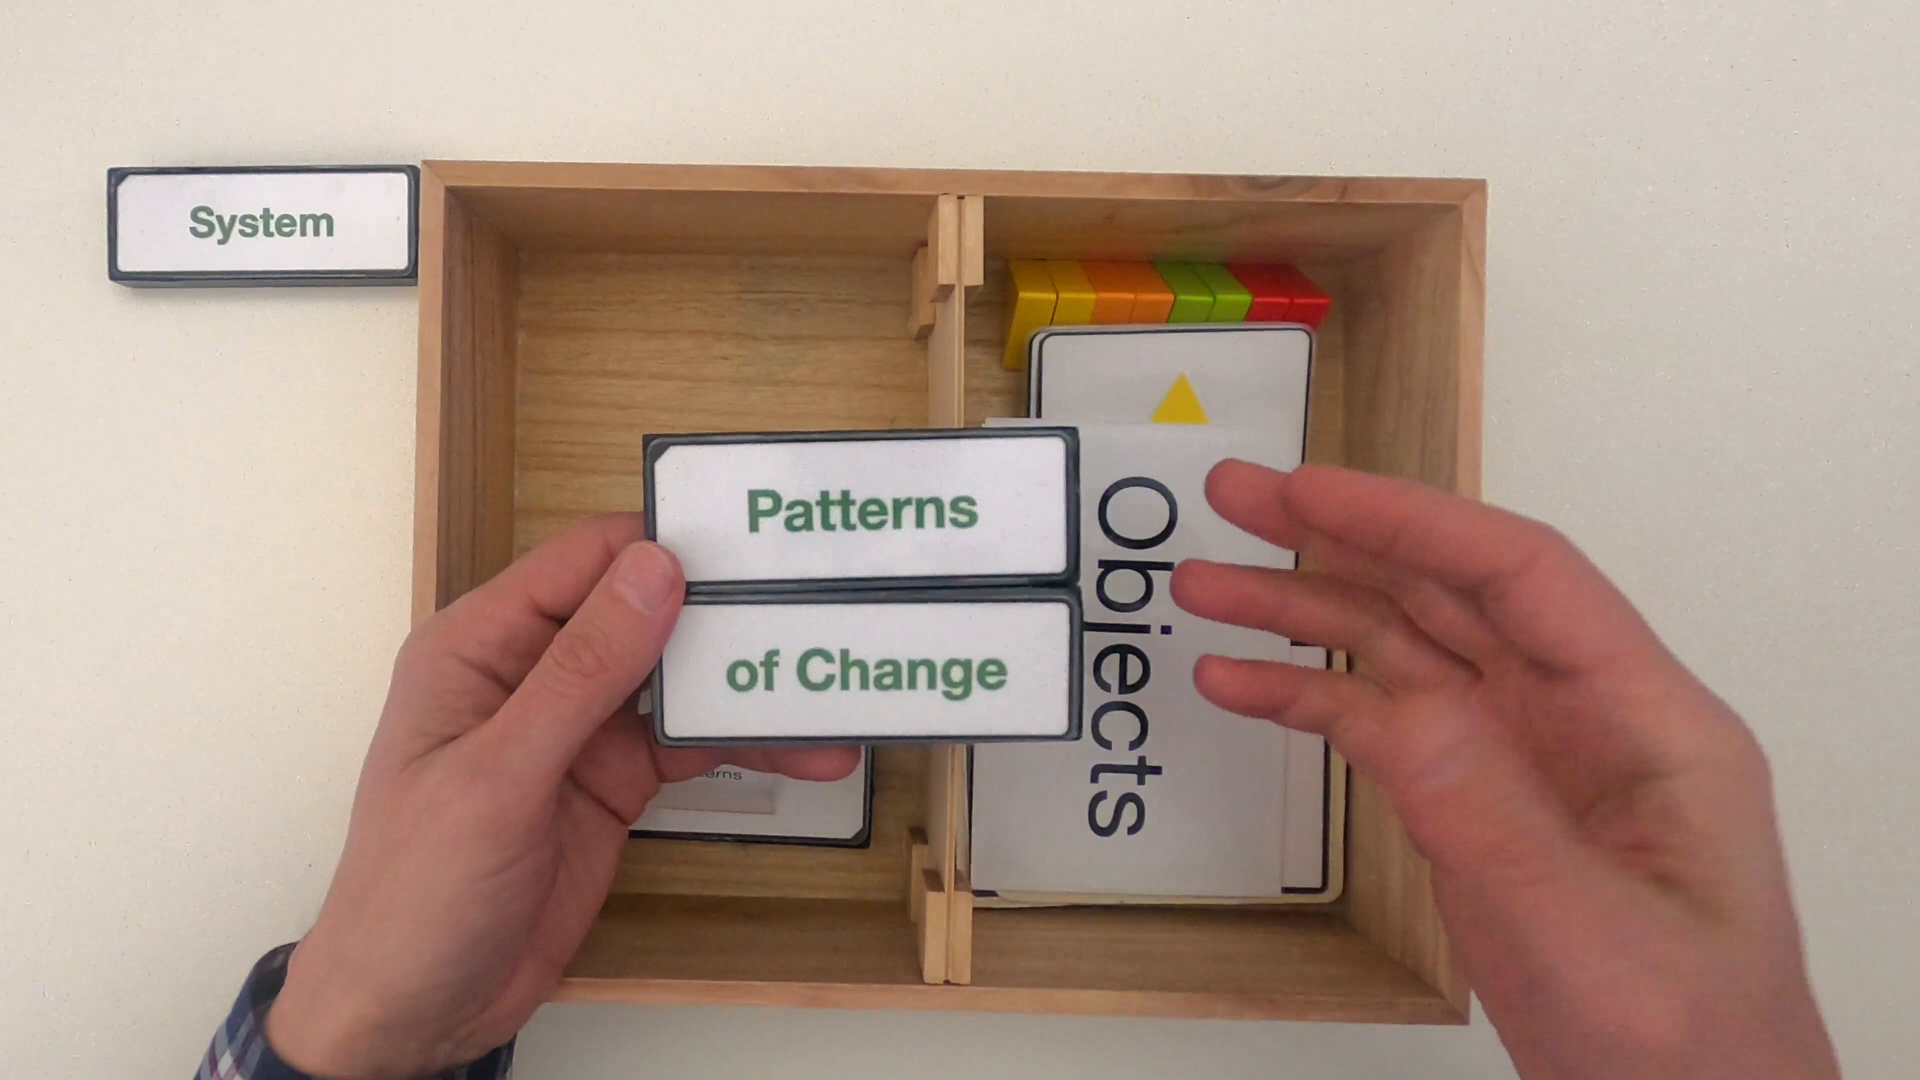 System
Patterns
of Change
Objects